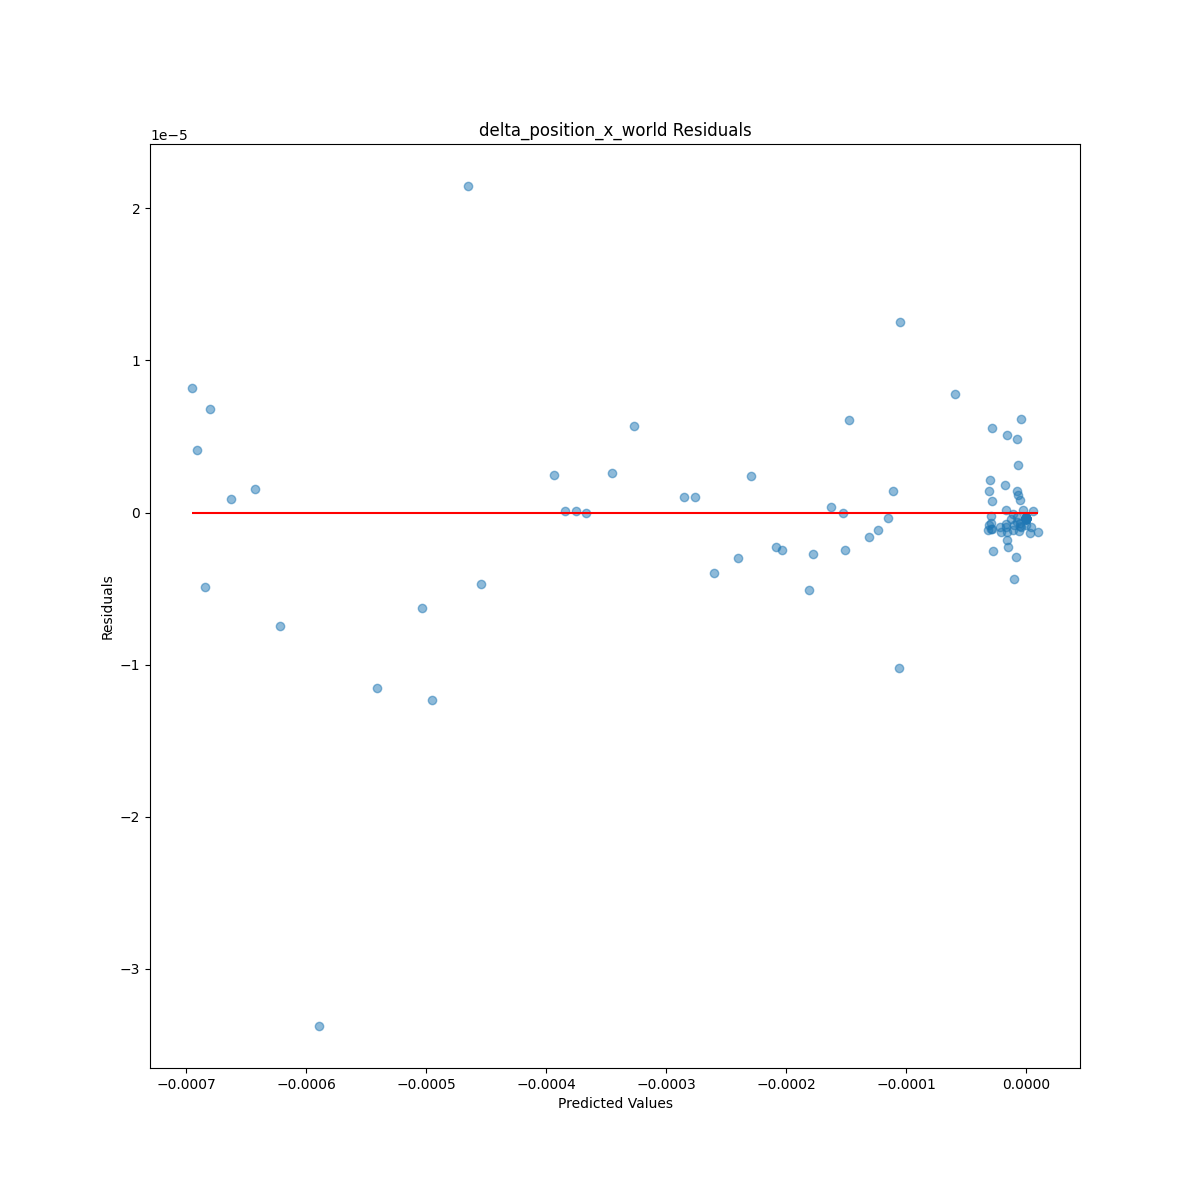 delta_position_x_world Residuals
1e−5
2
1
0
−1
−2
−3
Residuals
−0.0007 −0.0006 −0.0005 −0.0004 −0.0003 −0.0002 −0.0001 0.0000
Predicted Values